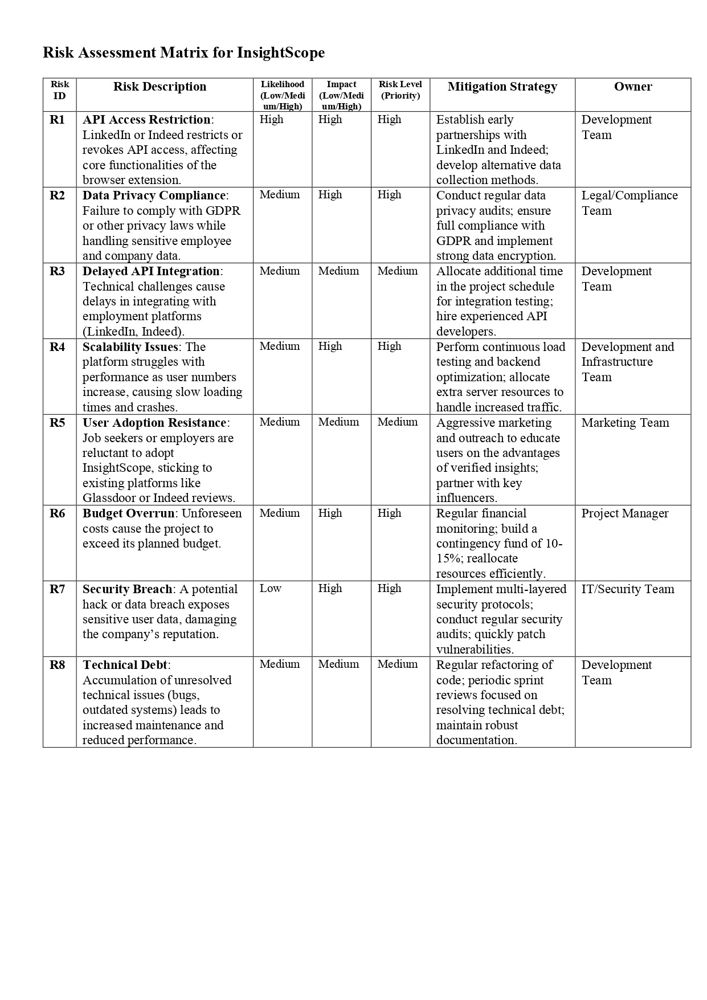 Risk Assessment Matrix for InsightScope
Risk
ID
Risk Description
Likelihood
(Low/Medi
um/High)
Impact
(Low/Medi
um/High)
Risk Level
(Priority)
Mitigation Strategy
Owner
R1
API Access Restriction:
LinkedIn or Indeed restricts or
revokes API access, affecting
core functionalities of the
browser extension.
High
High
High
Establish early
partnerships with
LinkedIn and Indeed;
develop alternative data
collection methods.
Development
Team
R2
Data Privacy Compliance:
Failure to comply with GDPR
or other privacy laws while
handling sensitive employee
and company data.
Medium
High
High
Conduct regular data
privacy audits; ensure
full compliance with
GDPR and implement
strong data encryption.
Legal/Compliance
Team
R3
Delayed API Integration:
Technical challenges cause
delays in integrating with
employment platforms
(LinkedIn, Indeed).
Medium
Medium
Medium
Allocate additional time
in the project schedule
for integration testing;
hire experienced API
developers.
Development
Team
R4
Scalability Issues: The
platform struggles with
performance as user numbers
increase, causing slow loading
times and crashes.
Medium
High
High
Perform continuous load
testing and backend
optimization; allocate
extra server resources to
handle increased traffic.
Development and
Infrastructure
Team
R5
User Adoption Resistance:
Job seekers or employers are
reluctant to adopt
InsightScope, sticking to
existing platforms like
Glassdoor or Indeed reviews.
Medium
Medium
Medium
Aggressive marketing
and outreach to educate
users on the advantages
of verified insights;
partner with key
influencers.
Marketing Team
R6
Budget Overrun: Unforeseen
costs cause the project to
exceed its planned budget.
Medium
High
High
Regular financial
monitoring; build a
contingency fund of 10-
15%; reallocate
resources efficiently.
Project Manager
R7
Security Breach: A potential
hack or data breach exposes
sensitive user data, damaging
the company’s reputation.
Low
High
High
Implement multi-layered
security protocols;
conduct regular security
audits; quickly patch
vulnerabilities.
IT/Security Team
R8
Technical Debt:
Accumulation of unresolved
technical issues (bugs,
outdated systems) leads to
increased maintenance and
reduced performance.
Medium
Medium
Medium
Regular refactoring of
code; periodic sprint
reviews focused on
resolving technical debt;
maintain robust
documentation.
Development
Team